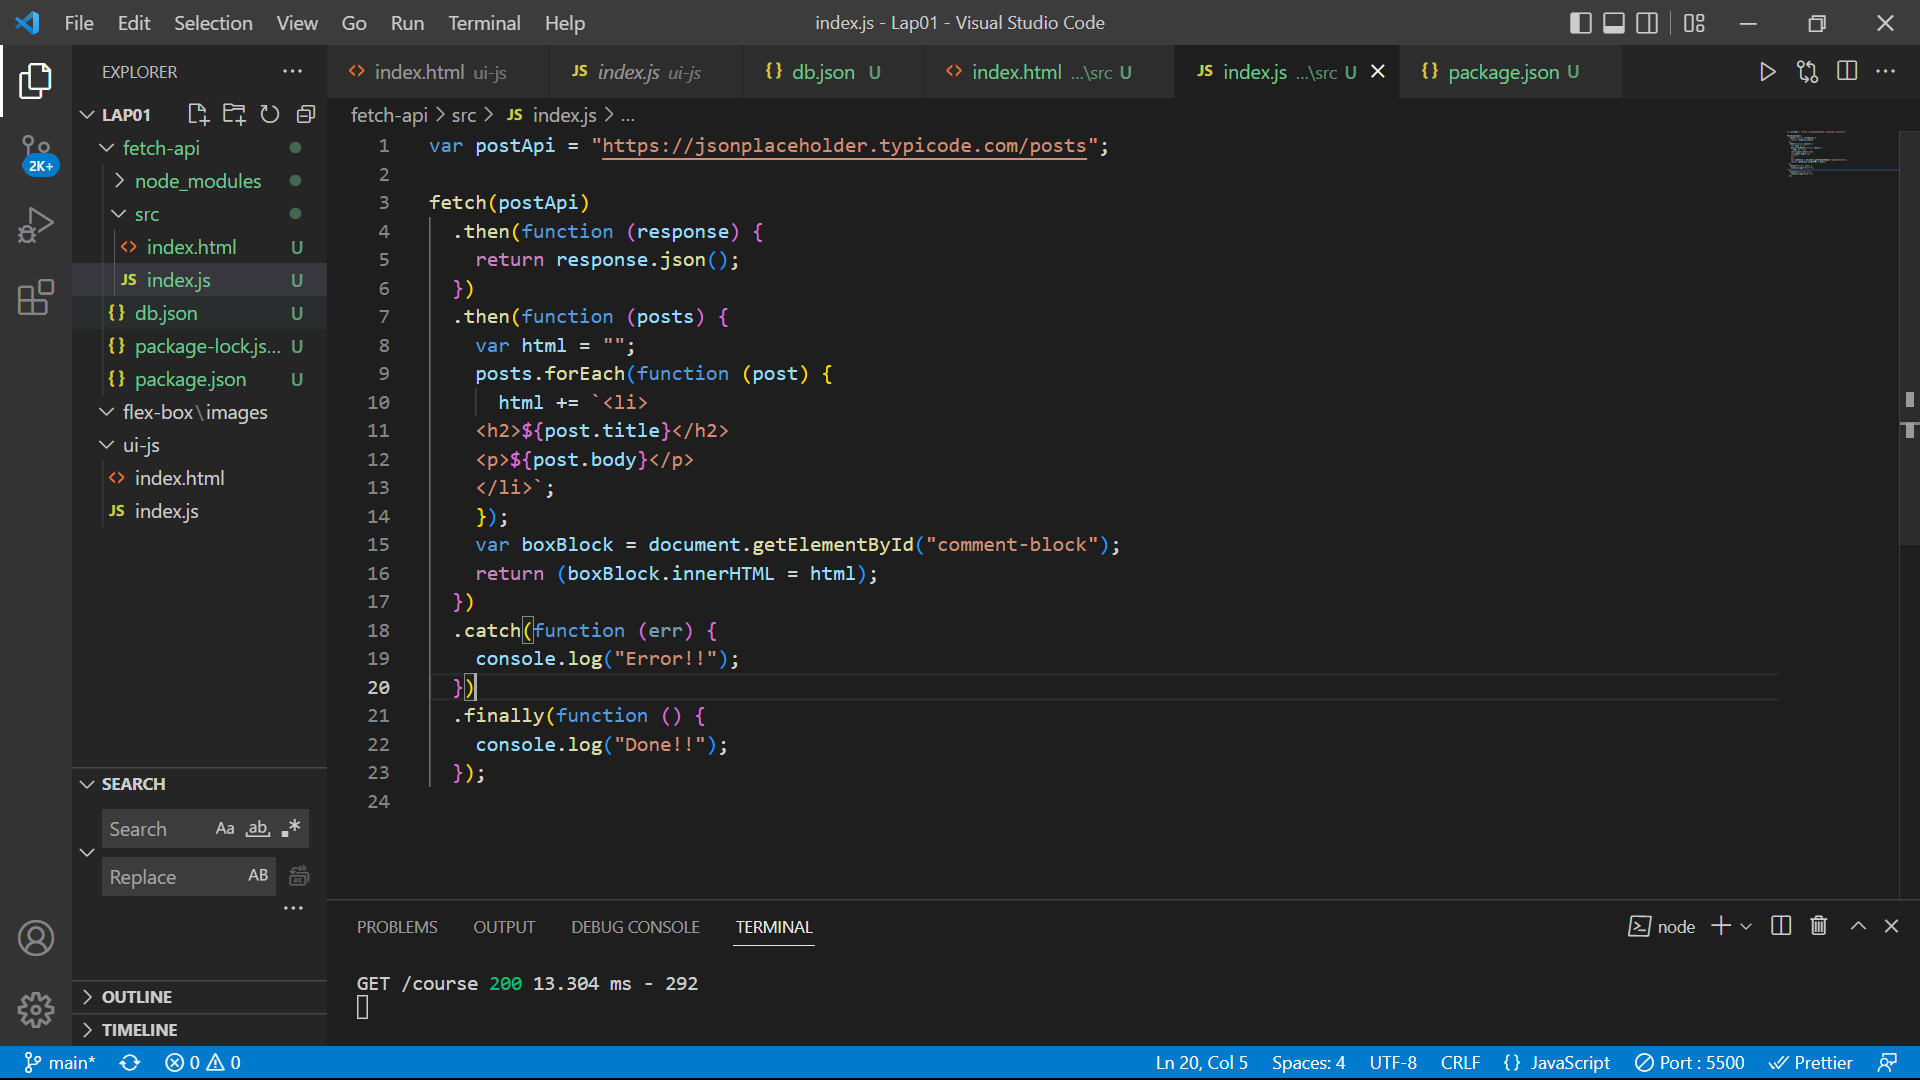 File Edit Selection View Go Run Terminal Help
index.js - Lap01 - Visual Studio Code
EXPLORER
index.html ui-js
JS index.js ui-js
{} db.json U
index.html ...\src U
JS index.js ...\src U
{} package.json U
LAP01
fetch-api > src > JS index.js > ...
2K+
fetch-api
node_modules
src
index.html U
JS index.js U
{} db.json U
{} package-lock.js... U
{} package.json U
flex-box\images
ui-js
index.html
JS index.js
1 var postApi = "https://jsonplaceholder.typicode.com/posts";
2
3 fetch(postApi)
4 .then(function (response) {
5 return response.json();
6 })
7 .then(function (posts) {
8 var html = "";
9 posts.forEach(function (post) {
10 html += `<li>
11 <h2>${post.title}</h2>
12 <p>${post.body}</p>
13 </li>`;
14 });
15 var boxBlock = document.getElementById("comment-block");
16 return (boxBlock.innerHTML = html);
17 })
18 .catch(function (err) {
19 console.log("Error!!");
20 })
21 .finally(function () {
22 console.log("Done!!");
23 });
24
SEARCH
Search Aa ab .*
Replace AB
...
OUTLINE
TIMELINE
PROBLEMS OUTPUT DEBUG CONSOLE TERMINAL
node
GET /course 200 13.304 ms - 292
main* 0 0
Ln 20, Col 5 Spaces: 4 UTF-8 CRLF {} JavaScript Port : 5500 Prettier